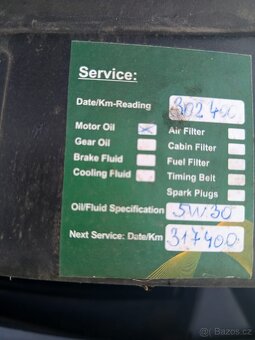 Service:
Date/Km-Reading 302 400
Motor Oil Air Filter
Gear Oil Cabin Filter
Brake Fluid Fuel Filter
Cooling Fluid Timing Belt
Spark Plugs
Oil/Fluid Specification 5W30
Next Service: Date/Km 317400
© bazos.cz